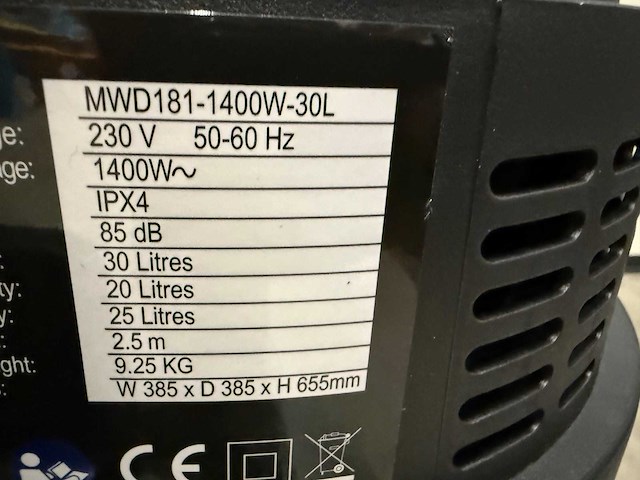 MWD181-1400W-30L
e: 230 V 50-60 Hz
ge: 1400W~
IPX4
85 dB
: 30 Litres
ty: 20 Litres
y: 25 Litres
: 2.5 m
ght: 9.25 KG
: W 385 x D 385 x H 655mm
CE